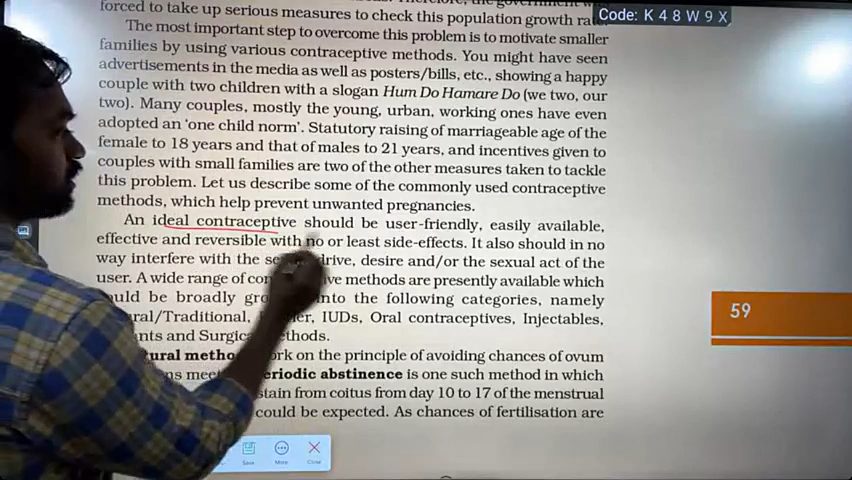 forced to take up serious measures to check this population growth
Code: K 4 8 W 9 X
The most important step to overcome this problem is to motivate smaller
families by using various contraceptive methods. You might have seen
advertisements in the media as well as posters/bills, etc., showing a happy
couple with two children with a slogan Hum Do Hamare Do (we two, our
two). Many couples, mostly the young, urban, working ones have even
adopted an ‘one child norm’. Statutory raising of marriageable age of the
female to 18 years and that of males to 21 years, and incentives given to
couples with small families are two of the other measures taken to tackle
this problem. Let us describe some of the commonly used contraceptive
methods, which help prevent unwanted pregnancies.
An ideal contraceptive should be user-friendly, easily available,
effective and reversible with no or least side-effects. It also should in no
way interfere with the drive, desire and/or the sexual act of the
user. A wide range of methods are presently available which
be broadly into the following categories, namely
IUDs, Oral contraceptives, Injectables,
and
on the principle of avoiding chances of ovum
abstinence is one such method in which
from coitus from day 10 to 17 of the menstrual
could be expected. As chances of fertilisation are
59
Save
More
Close